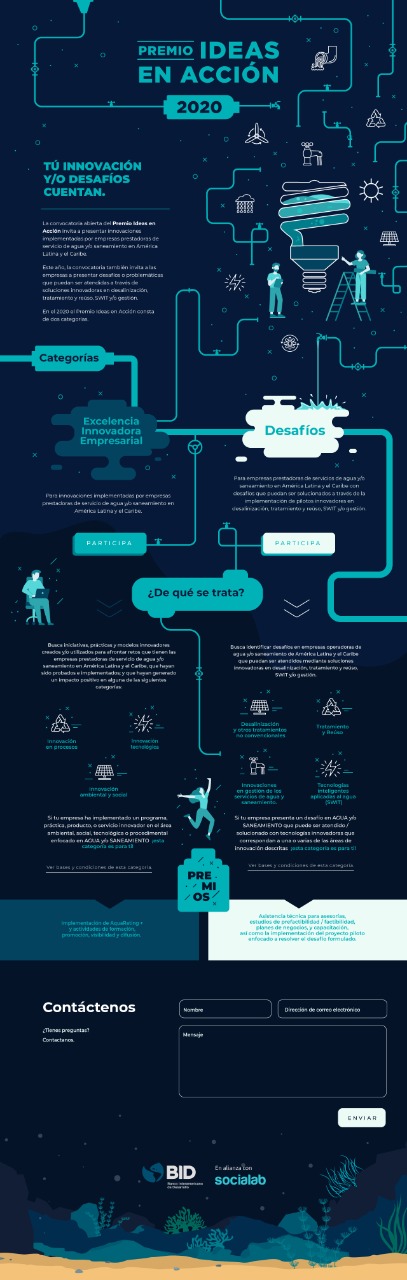 PREMIO IDEAS
EN ACCIÓN
2020
TÚ INNOVACIÓN
Y/O DESAFÍOS
CUENTAN.
La convocatoria abierta del Premio Ideas en
Acción invita a presentar innovaciones
implementadas por empresas prestadoras de
servicio de agua y/o saneamiento en América
Latina y el Caribe.
Este año, la convocatoria también invita a las
empresas a presentar desafíos o problemáticas
que puedan ser atendidas a través de
soluciones innovadoras en desalinización,
tratamiento y reúso, SWIT y/o gestión.
En el 2020 el Premio Ideas en Acción consta
de dos categorías.
Categorías
Excelencia
Innovadora
Empresarial
Para innovaciones implementadas por empresas
prestadoras de servicio de agua y/o saneamiento en
América Latina y el Caribe.
PARTICIPA
Desafíos
Para empresas prestadoras de servicios de agua y/o
saneamiento en América Latina y el Caribe con
desafíos que puedan ser solucionados a través de la
implementación de pilotos innovadores en
desalinización, tratamiento y reúso, SWIT y/o gestión.
PARTICIPA
¿De qué se trata?
Busca iniciativas, prácticas y modelos innovadores
creados y/o utilizados para afrontar retos que tienen las
empresas prestadoras de servicio de agua y/o
saneamiento en América Latina y el Caribe, que hayan
sido probados e implementados; y que hayan generado
un impacto positivo en alguna de las siguientes
categorías:
Innovación
en procesos
Innovación
tecnológica
Innovación
ambiental y social
Si tu empresa ha implementado un programa,
práctica, producto, o servicio innovador en el área
ambiental, social, tecnológica o procedimental
enfocado en AGUA y/o SANEAMIENTO ¡esta
categoría es para ti!
Ver bases y condiciones de esta categoría.
Busca identificar desafíos en empresas operadoras de
agua y/o saneamiento de América Latina y el Caribe
que puedan ser atendidos mediante soluciones
innovadoras en desalinización, tratamiento y reúso,
SWIT y/o gestión.
Desalinización
y otros tratamientos
no convencionales
Tratamiento
y Reúso
Innovaciones
en gestión de los
servicios de agua y
saneamiento.
Tecnologías
inteligentes
aplicadas al agua
(SWIT)
Si tu empresa presenta un desafío en AGUA y/o
SANEAMIENTO que puede ser atendido /
solucionado con tecnologías innovadoras que
correspondan a una o varias de las áreas de
innovación descritas ¡esta categoría es para ti!
Ver bases y condiciones de esta categoría.
PRE
MI
OS
Implementación de AquaRating +
y actividades de formación,
promoción, visibilidad y difusión.
Asistencia técnica para asesorías,
estudios de prefactibilidad / factibilidad,
planes de negocios, y capacitación,
así como la implementación del proyecto piloto
enfocado a resolver el desafío formulado.
Contáctenos
¿Tienes preguntas?
Contactanos.
Nombre
Dirección de correo electrónico
Mensaje
ENVIAR
BID
Banco Interamericano
de Desarrollo
En alianza con
socialab